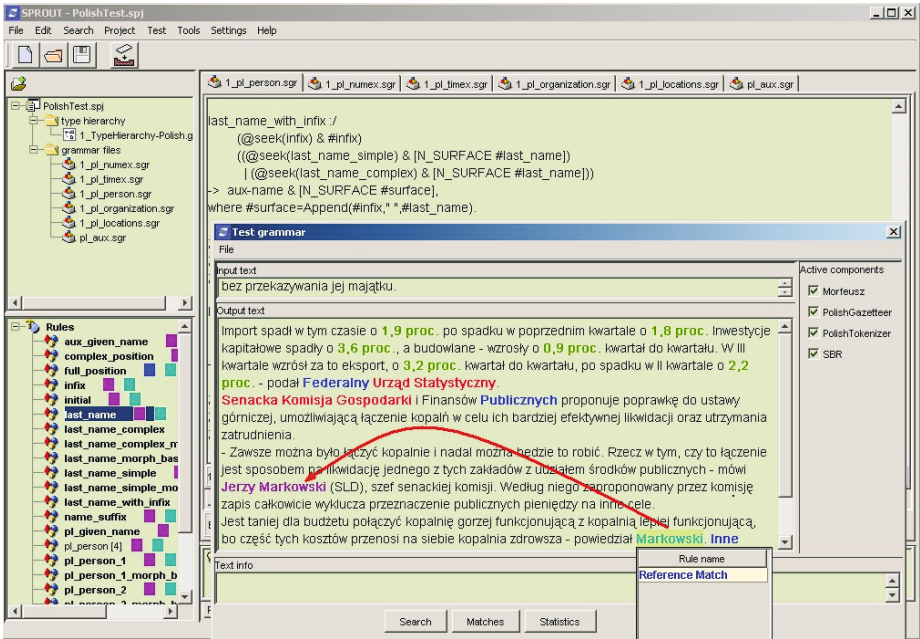 SPROUT - PolishTest.spj
File Edit Search Project Test Tools Settings Help
1_pl_person.sgr 1_pl_numex.sgr 1_pl_timex.sgr 1_pl_organization.sgr 1_pl_locations.sgr pl_aux.sgr
PolishTest.spj
type hierarchy
1_TypeHierarchy-Polish.g
grammar files
1_pl_numex.sgr
1_pl_timex.sgr
1_pl_person.sgr
1_pl_organization.sgr
1_pl_locations.sgr
pl_aux.sgr
last_name_with_infix :/
(@seek(infix) & #infix)
((@seek(last_name_simple) & [N_SURFACE #last_name])
| (@seek(last_name_complex) & [N_SURFACE #last_name]))
-> aux-name & [N_SURFACE #surface],
where #surface=Append(#infix," ",#last_name).
Rules
aux_given_name
complex_position
full_position
infix
initial
last_name
last_name_complex
last_name_complex_m
last_name_morph_bas
last_name_simple
last_name_simple_mo
last_name_with_infix
name_suffix
pl_given_name
pl_person [4]
pl_person_1
pl_person_1_morph_b
pl_person_2
pl_person_2_morph_b
Test grammar
File
Input text
bez przekazywania jej majątku.
Output text
Import spadł w tym czasie o 1,9 proc. po spadku w poprzednim kwartale o 1,8 proc. Inwestycje
kapitałowe spadły o 3,6 proc., a budowlane - wzrosły o 0,9 proc. kwartał do kwartału. W III
kwartale wzrósł za to eksport, o 3,2 proc. kwartał do kwartału, po spadku w II kwartale o 2,2
proc. - podał Federalny Urząd Statystyczny.
Senacka Komisja Gospodarki i Finansów Publicznych proponuje poprawkę do ustawy
górniczej, umożliwiającą łączenie kopalń w celu ich bardziej efektywnej likwidacji oraz utrzymania
zatrudnienia.
- Zawsze można było łączyć kopalnie i nadal można będzie to robić. Rzecz w tym, czy to łączenie
jest sposobem na likwidację jednego z tych zakładów z udziałem środków publicznych - mówi
Jerzy Markowski (SLD), szef senackiej komisji. Według niego zaproponowany przez komisję
zapis całkowicie wyklucza przeznaczenie publicznych pieniędzy na inne cele.
Jest taniej dla budżetu połączyć kopalnię gorzej funkcjonującą z kopalnią lepiej funkcjonującą,
bo część tych kosztów przenosi na siebie kopalnia zdrowsza - powiedział Markowski. Inne
Text info
Rule name
Reference Match
Search Matches Statistics
Active components
Morfeusz
PolishGazetteer
PolishTokenizer
SBR